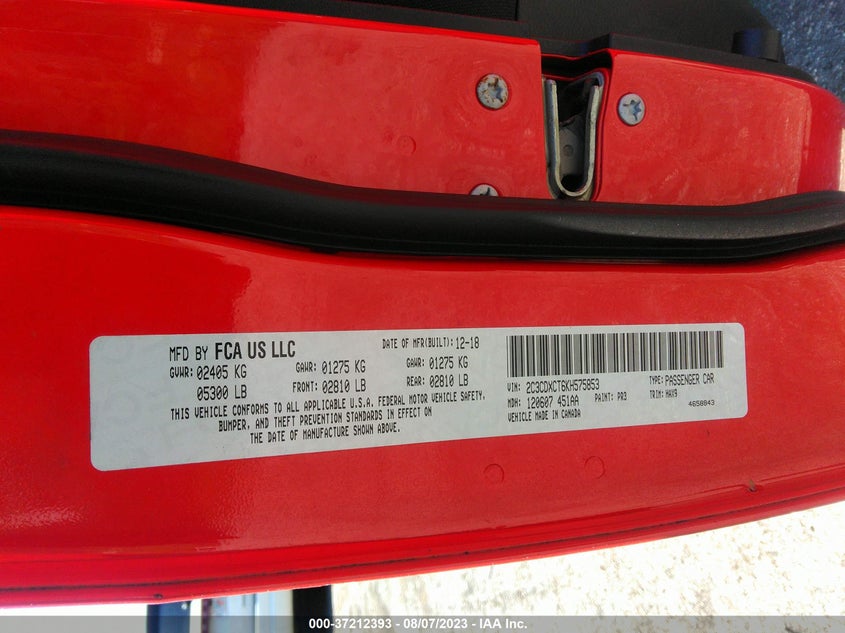 MFD BY FCA US LLC
DATE OF MFR(BUILT): 12-18
GVWR: 02405 KG
GAWR: 01275 KG
GAWR: 01275 KG
05300 LB
FRONT: 02810 LB
REAR: 02810 LB
THIS VEHICLE CONFORMS TO ALL APPLICABLE U.S.A. FEDERAL MOTOR VEHICLE SAFETY,
BUMPER, AND THEFT PREVENTION STANDARDS IN EFFECT ON
THE DATE OF MANUFACTURE SHOWN ABOVE.
VIN: 2C3CDXCT6KH575853
TYPE: PASSENGER CAR
MDH: 120607 451AA
PAINT: PR3
TRIM: HAX9
VEHICLE MADE IN CANADA
4658843
000-37212393 - 08/07/2023 - IAA Inc.